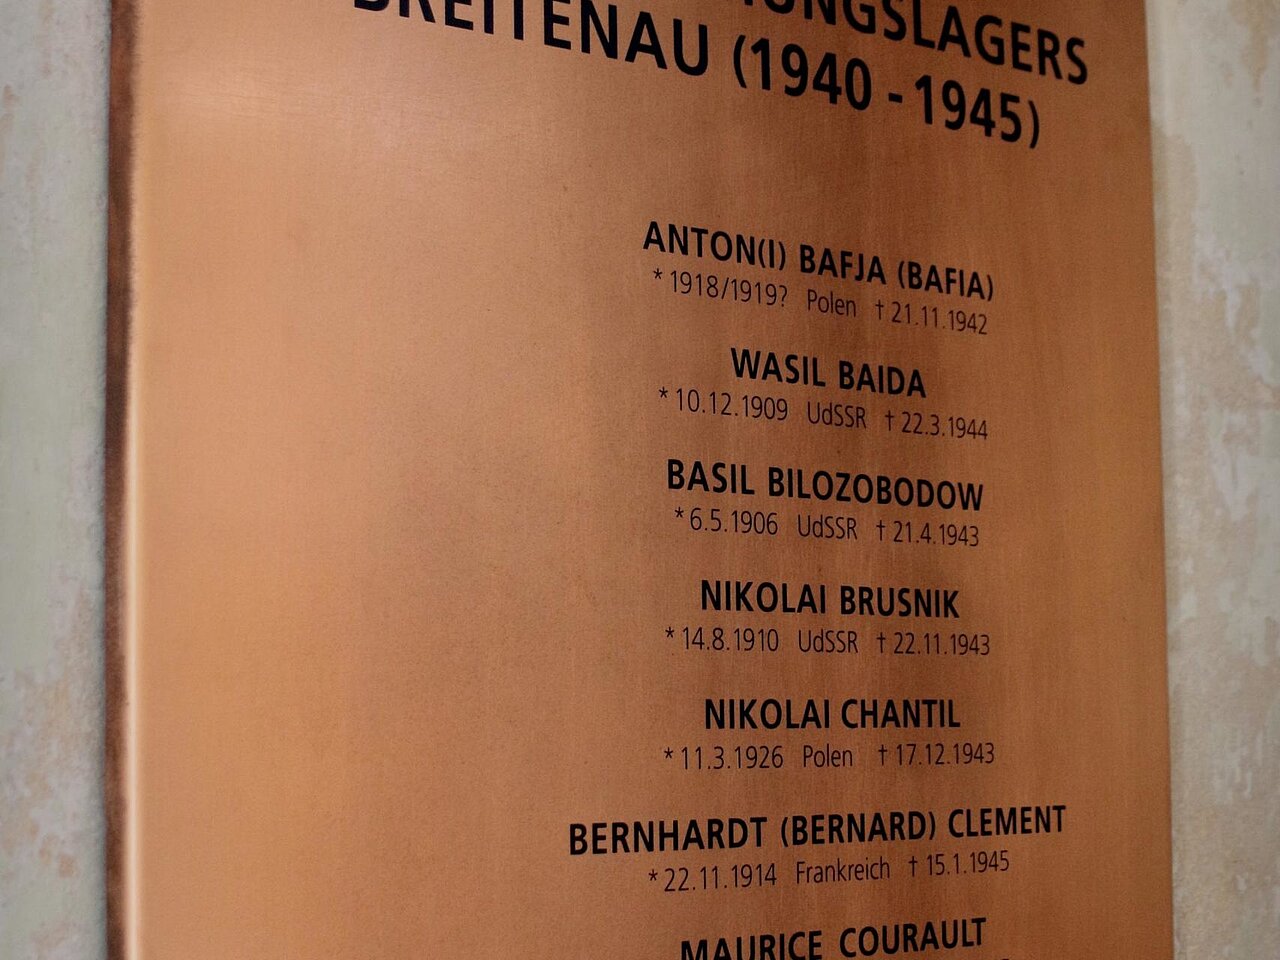 BREITENAU (1940 - 1945)
ANTON(I) BAFJA (BAFIA)
* 1918/1919? Polen † 21.11.1942
WASIL BAIDA
* 10.12.1909 UdSSR † 22.3.1944
BASIL BILOZOBODOW
* 6.5.1906 UdSSR † 21.4.1943
NIKOLAI BRUSNIK
* 14.8.1910 UdSSR † 22.11.1943
NIKOLAI CHANTIL
* 11.3.1926 Polen † 17.12.1943
BERNHARDT (BERNARD) CLEMENT
* 22.11.1914 Frankreich † 15.1.1945
MAURICE COURAULT